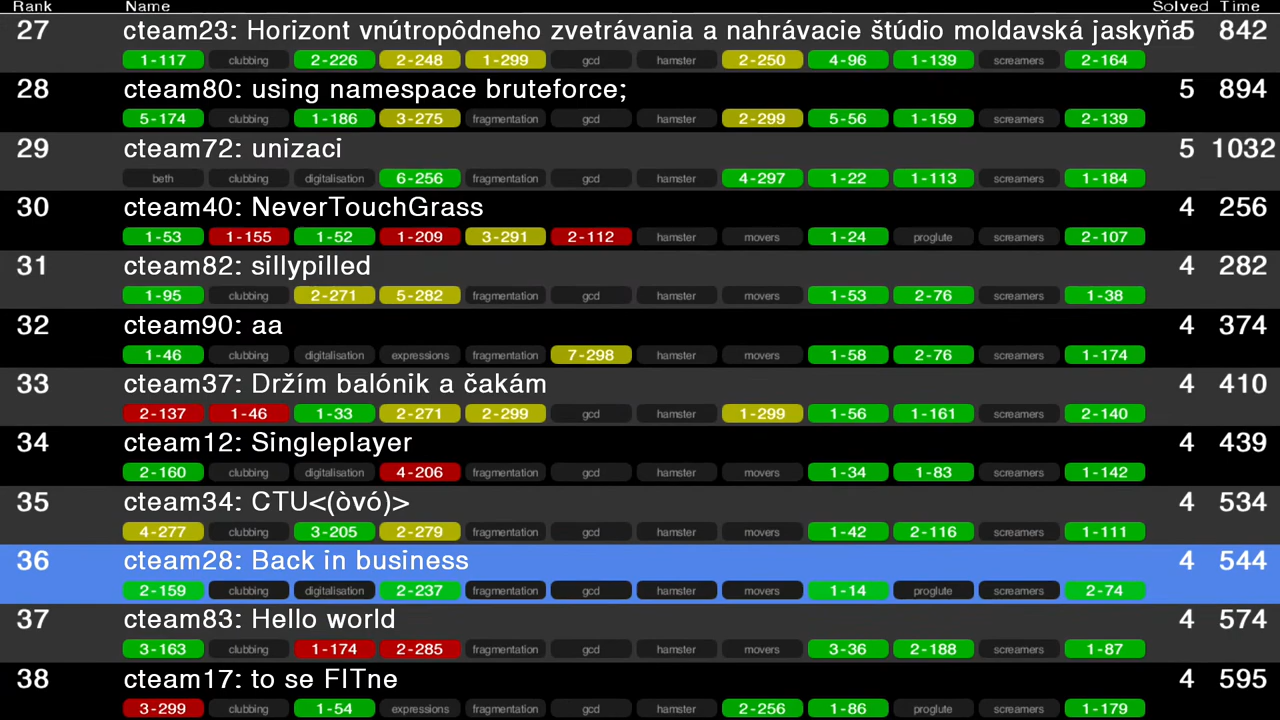 Rank Name Solved Time
27 cteam23: Horizont vnútropôdneho zvetrávania a nahrávacie štúdio moldavská jaskyňa 5 842
1-117 clubbing 2-226 2-248 1-299 gcd hamster 2-250 4-96 1-139 screamers 2-164
28 cteam80: using namespace bruteforce; 5 894
5-174 clubbing 1-186 3-275 fragmentation gcd hamster 2-299 5-56 1-159 screamers 2-139
29 cteam72: unizaci 5 1032
beth clubbing digitalisation 6-256 fragmentation gcd hamster 4-297 1-22 1-113 screamers 1-184
30 cteam40: NeverTouchGrass 4 256
1-53 1-155 1-52 1-209 3-291 2-112 hamster movers 1-24 proglute screamers 2-107
31 cteam82: sillypilled 4 282
1-95 clubbing 2-271 5-282 fragmentation gcd hamster movers 1-53 2-76 screamers 1-38
32 cteam90: aa 4 374
1-46 clubbing digitalisation expressions fragmentation 7-298 hamster movers 1-58 2-76 screamers 1-174
33 cteam37: Držím balónik a čakám 4 410
2-137 1-46 1-33 2-271 2-299 gcd hamster 1-299 1-56 1-161 screamers 2-140
34 cteam12: Singleplayer 4 439
2-160 clubbing digitalisation 4-206 fragmentation gcd hamster movers 1-34 1-83 screamers 1-142
35 cteam34: CTU<(òvó)> 4 534
4-277 clubbing 3-205 2-279 fragmentation gcd hamster movers 1-42 2-116 screamers 1-111
36 cteam28: Back in business 4 544
2-159 clubbing digitalisation 2-237 fragmentation gcd hamster movers 1-14 proglute screamers 2-74
37 cteam83: Hello world 4 574
3-163 clubbing 1-174 2-285 fragmentation gcd hamster movers 3-36 2-188 screamers 1-87
38 cteam17: to se FITne 4 595
3-299 clubbing 1-54 expressions fragmentation gcd hamster 2-256 1-86 proglute screamers 1-179